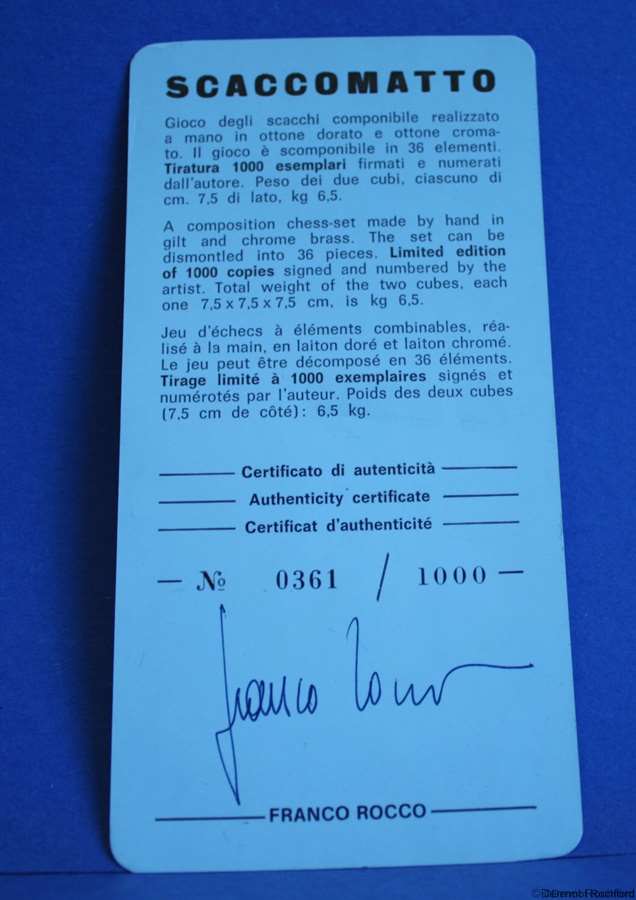 SCACCOMATTO
Gioco degli scacchi componibile realizzato
a mano in ottone dorato e ottone croma-
to. Il gioco è scomponibile in 36 elementi.
Tiratura 1000 esemplari firmati e numerati
dall'autore. Peso dei due cubi, ciascuno di
cm. 7,5 di lato, kg 6,5.
A composition chess-set made by hand in
gilt and chrome brass. The set can be
dismontled into 36 pieces. Limited edition
of 1000 copies signed and numbered by the
artist. Total weight of the two cubes, each
one 7,5 x 7,5 x 7,5 cm, is kg 6,5.
Jeu d'échecs à éléments combinables, réa-
lisé à la main, en laiton doré et laiton chromé.
Le jeu peut être décomposé en 36 éléments.
Tirage limité à 1000 exemplaires signés et
numérotés par l'auteur. Poids des deux cubes
(7,5 cm de côté): 6,5 kg.
Certificato di autenticità
Authenticity certificate
Certificat d'authenticité
— № 0361 / 1000 —
Franco Rocco
FRANCO ROCCO